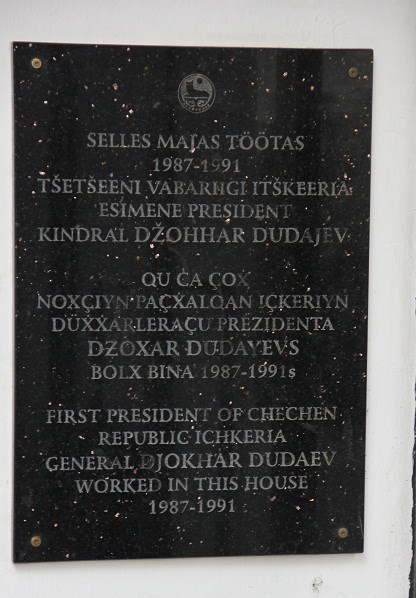 SELLES MAJAS TÖÖTAS
1987-1991
TŠETŠEENI VABARIIGI ITŠKEERIA
ESIMENE PRESIDENT
KINDRAL DŽOHHAR DUDAJEV
QU CA ÇOX
NOXÇIYN PAÇXALQAN IÇKERIYN
DÜXXARLERAÇU PREZIDENTA
DZOXAR DUDAYEVS
BOLX BINA 1987-1991s
FIRST PRESIDENT OF CHECHEN
REPUBLIC ICHKERIA
GENERAL DJOKHAR DUDAEV
WORKED IN THIS HOUSE
1987-1991